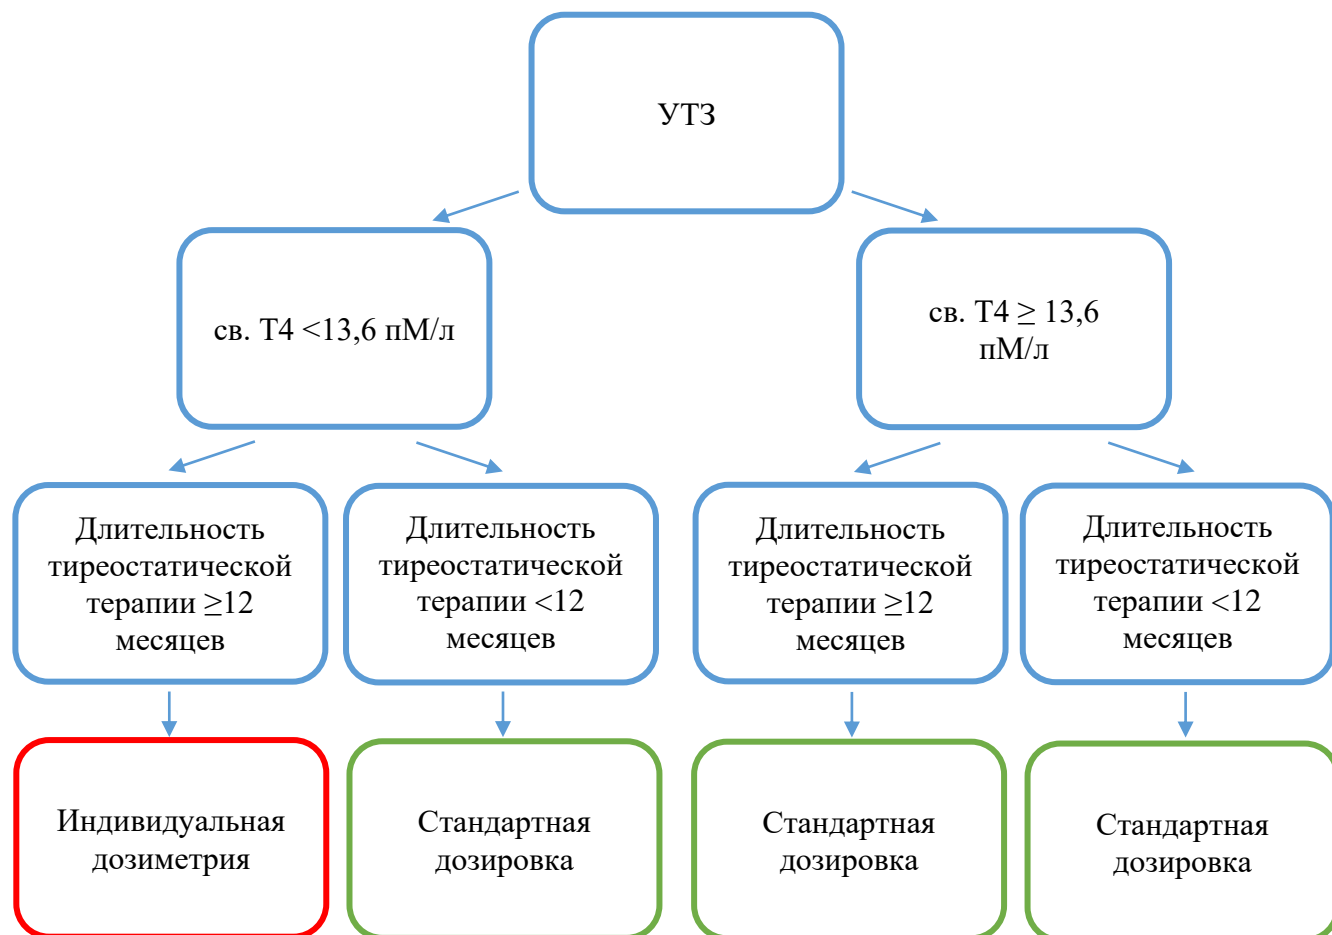 УТЗ
св. Т4 <13,6 пМ/л
св. Т4 ≥ 13,6
пМ/л
Длительность
тиреостатической
терапии ≥12
месяцев
Длительность
тиреостатической
терапии <12
месяцев
Длительность
тиреостатической
терапии ≥12
месяцев
Длительность
тиреостатической
терапии <12
месяцев
Индивидуальная
дозиметрия
Стандартная
дозировка
Стандартная
дозировка
Стандартная
дозировка